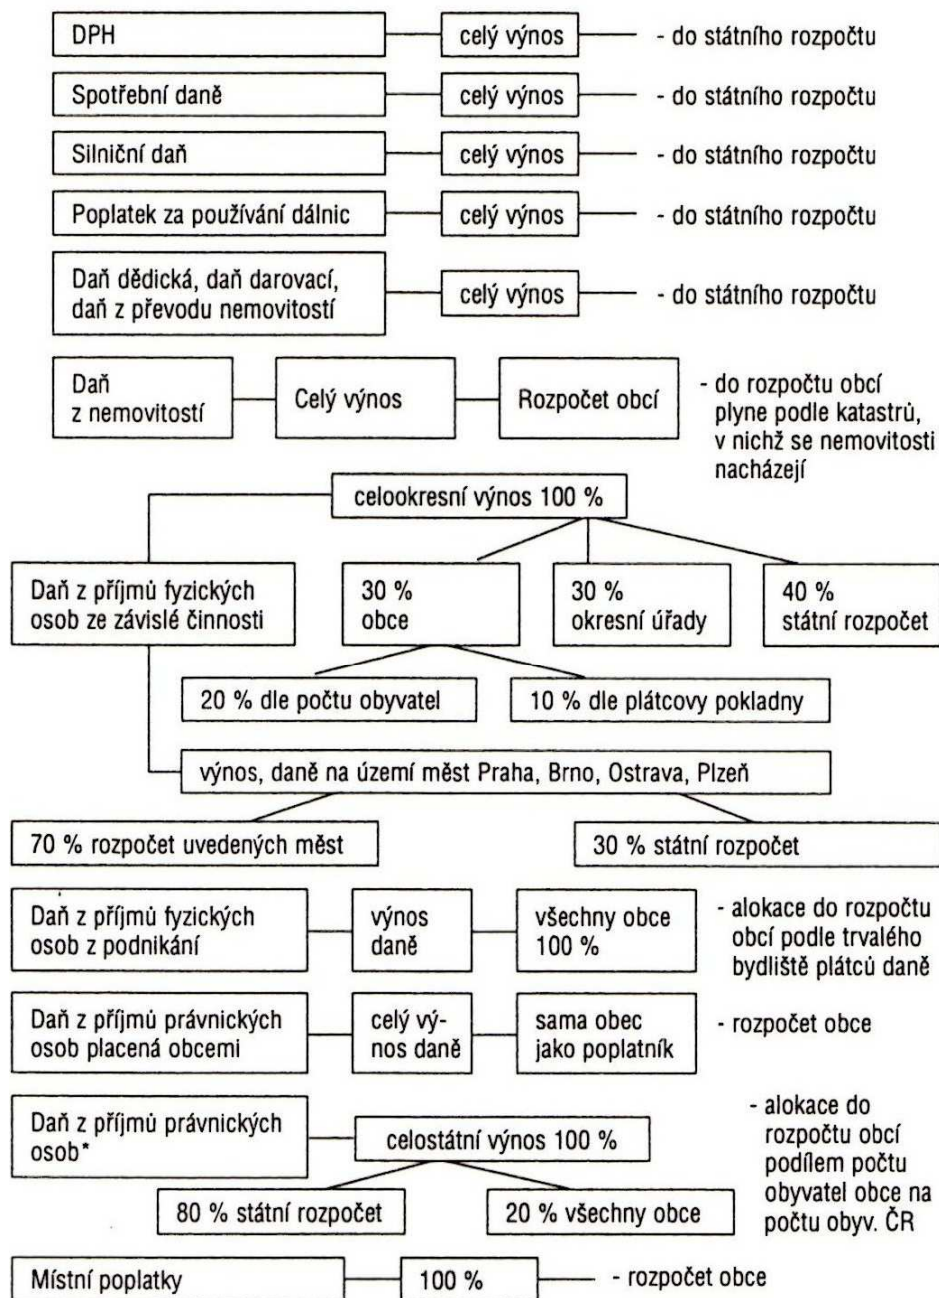 DPH celý výnos - do státního rozpočtu
Spotřební daně celý výnos - do státního rozpočtu
Silniční daň celý výnos - do státního rozpočtu
Poplatek za používání dálnic celý výnos - do státního rozpočtu
Daň dědická, daň darovací,
daň z převodu nemovitostí
celý výnos - do státního rozpočtu
Daň
z nemovitostí
Celý výnos
Rozpočet obcí
- do rozpočtu obcí
plyne podle katastrů,
v nichž se nemovitosti
nacházejí
celookresní výnos 100 %
Daň z příjmů fyzických
osob ze závislé činnosti
30 %
obce
30 %
okresní úřady
40 %
státní rozpočet
20 % dle počtu obyvatel
10 % dle plátcovy pokladny
výnos, daně na území měst Praha, Brno, Ostrava, Plzeň
70 % rozpočet uvedených měst
30 % státní rozpočet
Daň z příjmů fyzických
osob z podnikání
výnos
daně
všechny obce
100 %
- alokace do rozpočtu
obcí podle trvalého
bydliště plátců daně
Daň z příjmů právnických
osob placená obcemi
celý vý-
nos daně
sama obec
jako poplatník
- rozpočet obce
Daň z příjmů právnických
osob*
celostátní výnos 100 %
- alokace do
rozpočtu obcí
podílem počtu
obyvatel obce na
počtu obyv. ČR
80 % státní rozpočet
20 % všechny obce
Místní poplatky 100 % - rozpočet obce